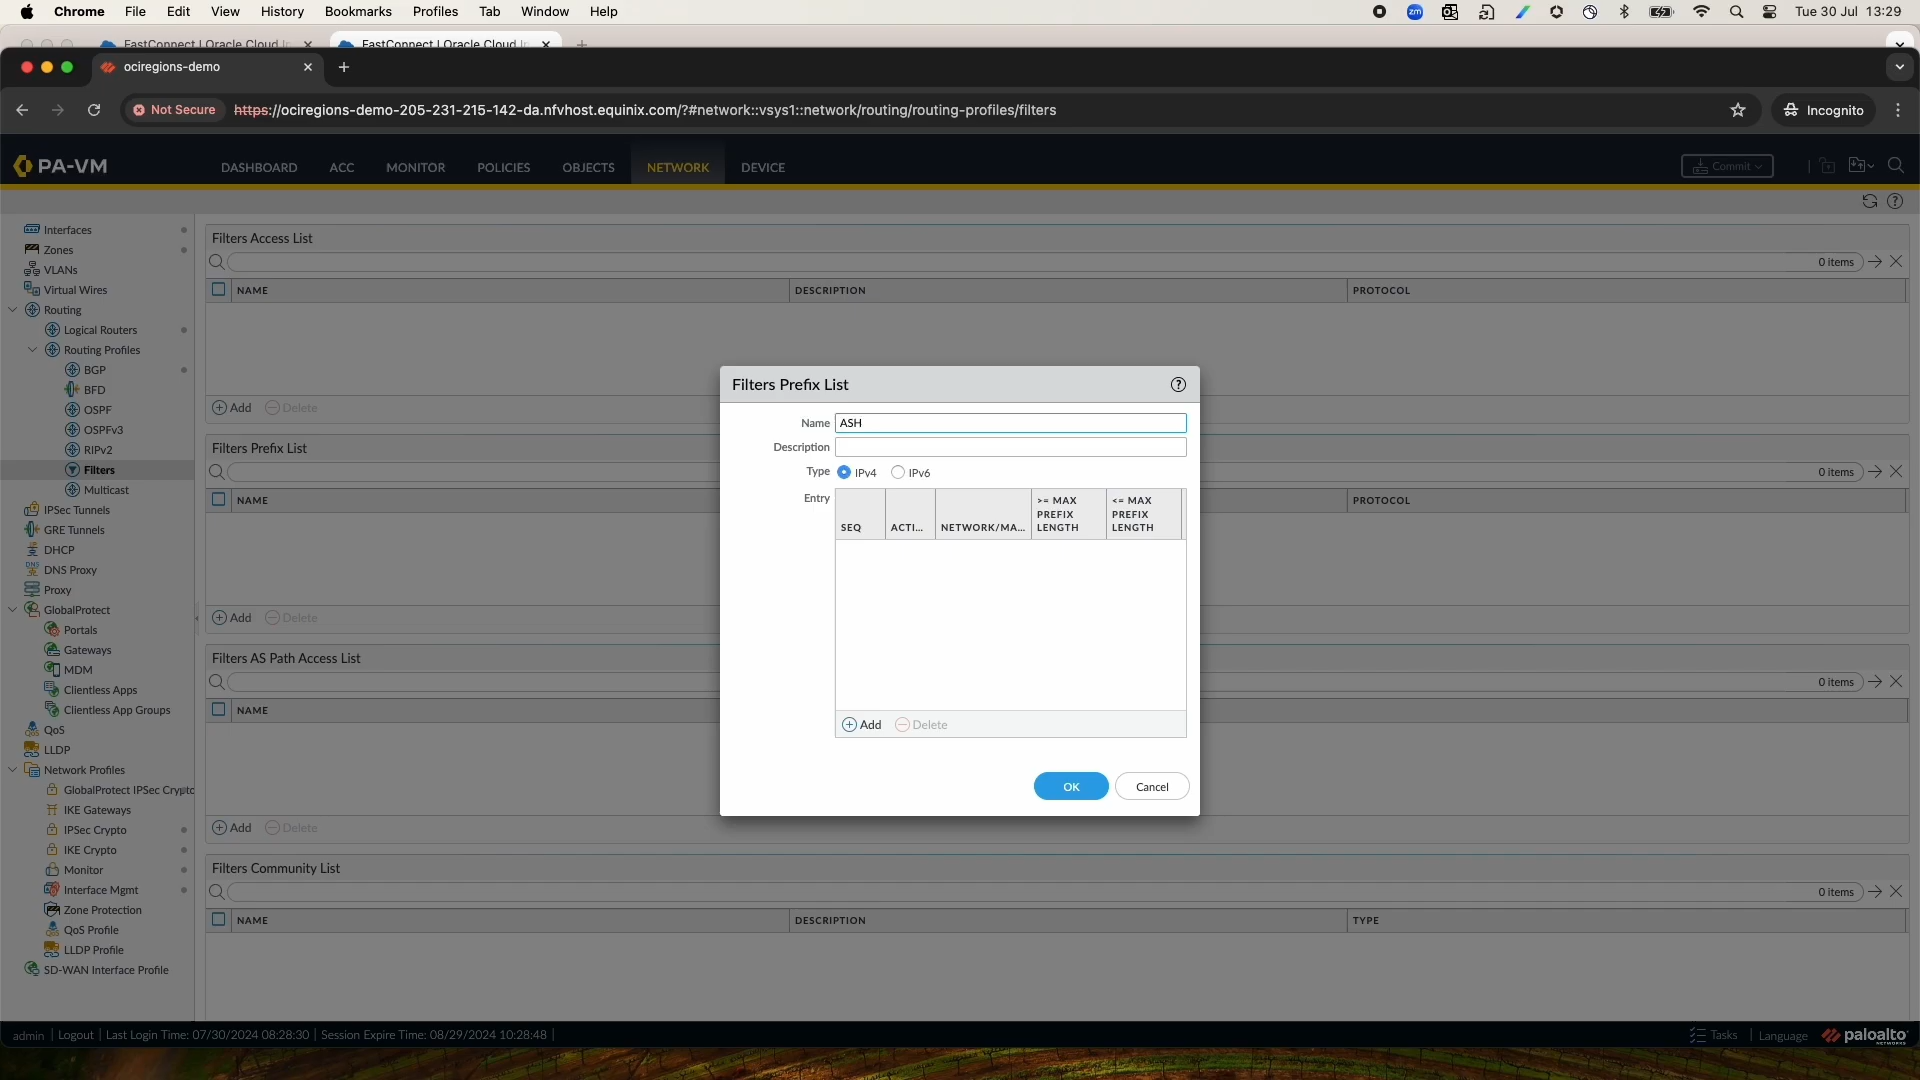 Chrome File Edit View History Bookmarks Profiles Tab Window Help zm Tue 30 Jul 13:29
FastConnect | Oracle Cloud In FastConnect | Oracle Cloud In
ociregions-demo
Not Secure https://ociregions-demo-205-231-215-142-da.nfvhost.equinix.com/?#network::vsys1::network/routing/routing-profiles/filters Incognito
PA-VM DASHBOARD ACC MONITOR POLICIES OBJECTS NETWORK DEVICE Commit
Interfaces
Zones
VLANs
Virtual Wires
Routing
Logical Routers
Routing Profiles
BGP
BFD
OSPF
OSPFv3
RIPv2
Filters
Multicast
IPSec Tunnels
GRE Tunnels
DHCP
DNS Proxy
Proxy
GlobalProtect
Portals
Gateways
MDM
Clientless Apps
Clientless App Groups
QoS
LLDP
Network Profiles
GlobalProtect IPSec Crypto
IKE Gateways
IPSec Crypto
IKE Crypto
Monitor
Interface Mgmt
Zone Protection
QoS Profile
LLDP Profile
SD-WAN Interface Profile
Filters Access List
0 items
NAME DESCRIPTION PROTOCOL
Add Delete
Filters Prefix List
0 items
NAME PROTOCOL
Add Delete
Filters AS Path Access List
0 items
NAME
Add Delete
Filters Community List
0 items
NAME DESCRIPTION TYPE
Filters Prefix List
Name ASH
Description
Type IPv4 IPv6
Entry
SEQ ACTI... NETWORK/MA... >= MAX PREFIX LENGTH <= MAX PREFIX LENGTH
Add Delete
OK Cancel
admin | Logout | Last Login Time: 07/30/2024 08:28:30 | Session Expire Time: 08/29/2024 10:28:48 | Tasks | Language paloalto NETWORKS